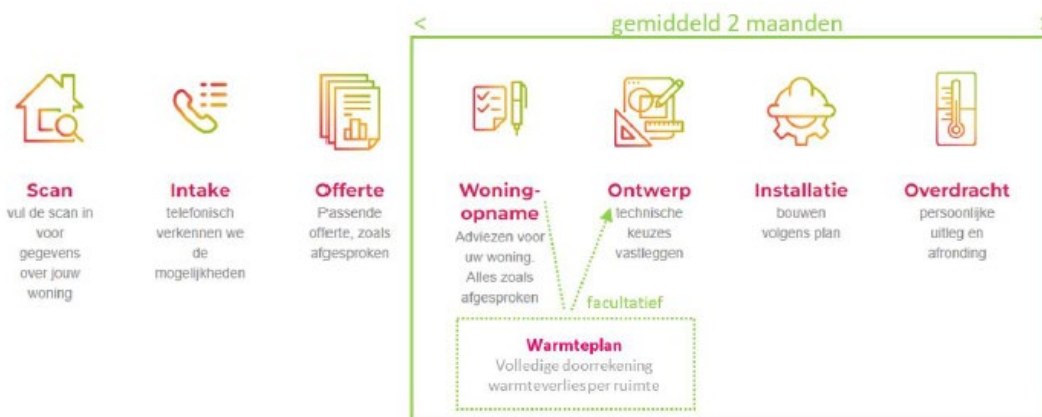 < gemiddeld 2 maanden >
Scan
vul de scan in
voor
gegevens
over jouw
woning
Intake
telefonisch
verkennen we
de
mogelijkheden
Offerte
Passende
offerte, zoals
afgesproken
Woning-
opname
Adviezen voor
uw woning.
Alles zoals
afgesproken
Ontwerp
technische
keuzes
vastleggen
Installatie
bouwen
volgens plan
Overdracht
persoonlijke
uitleg en
afronding
facultatief
Warmteplan
Volledige doorrekening
warmteverlies per ruimte